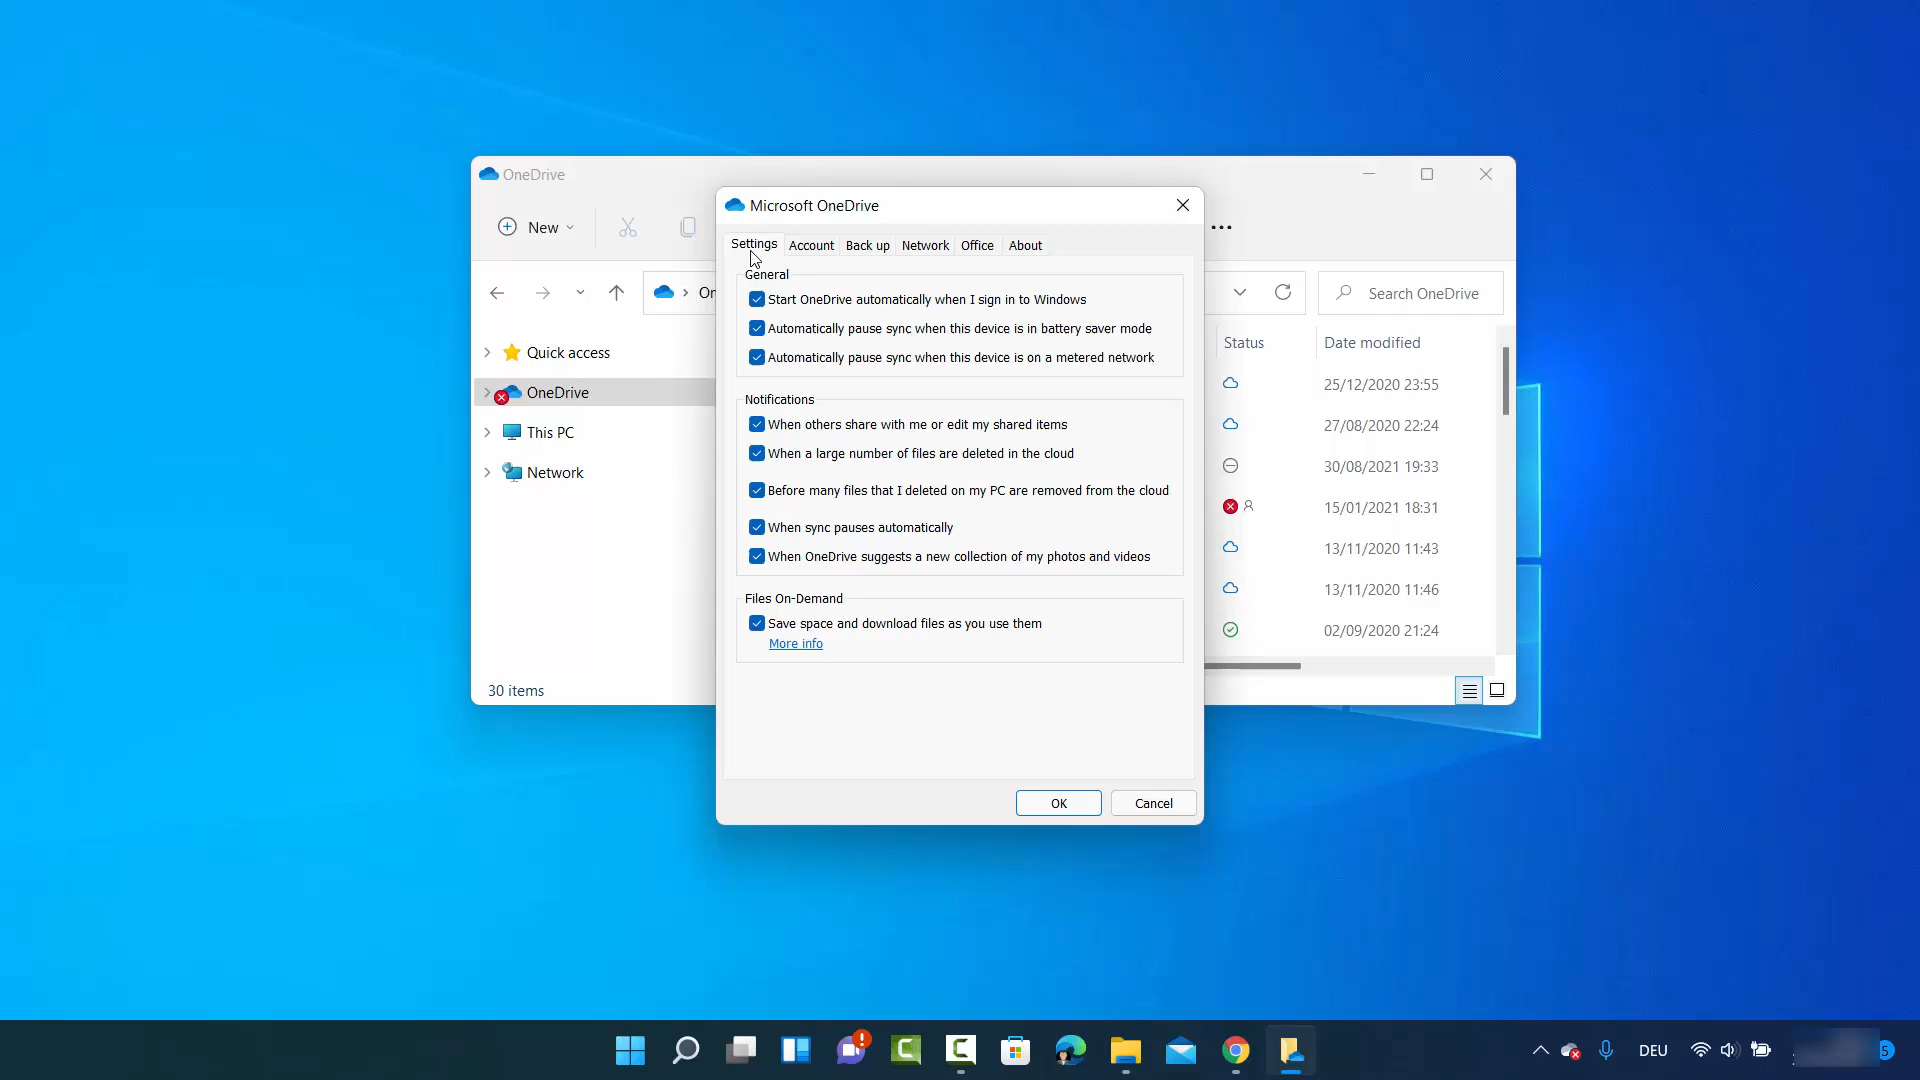 OneDrive
New
Microsoft OneDrive
Settings Account Back up Network Office About
General
Start OneDrive automatically when I sign in to Windows
Automatically pause sync when this device is in battery saver mode
Automatically pause sync when this device is on a metered network
Notifications
When others share with me or edit my shared items
When a large number of files are deleted in the cloud
Before many files that I deleted on my PC are removed from the cloud
When sync pauses automatically
When OneDrive suggests a new collection of my photos and videos
Files On-Demand
Save space and download files as you use them
More info
OK Cancel
Search OneDrive
Quick access
OneDrive
This PC
Network
30 items
Status Date modified
25/12/2020 23:55
27/08/2020 22:24
30/08/2021 19:33
15/01/2021 18:31
13/11/2020 11:43
13/11/2020 11:46
02/09/2020 21:24
DEU
5